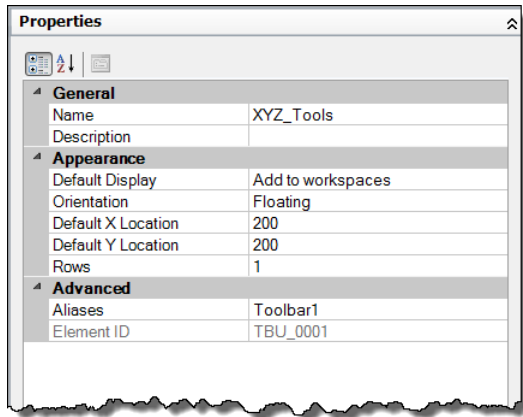 Properties
General
Name XYZ_Tools
Description
Appearance
Default Display Add to workspaces
Orientation Floating
Default X Location 200
Default Y Location 200
Rows 1
Advanced
Aliases Toolbar1
Element ID TBU_0001